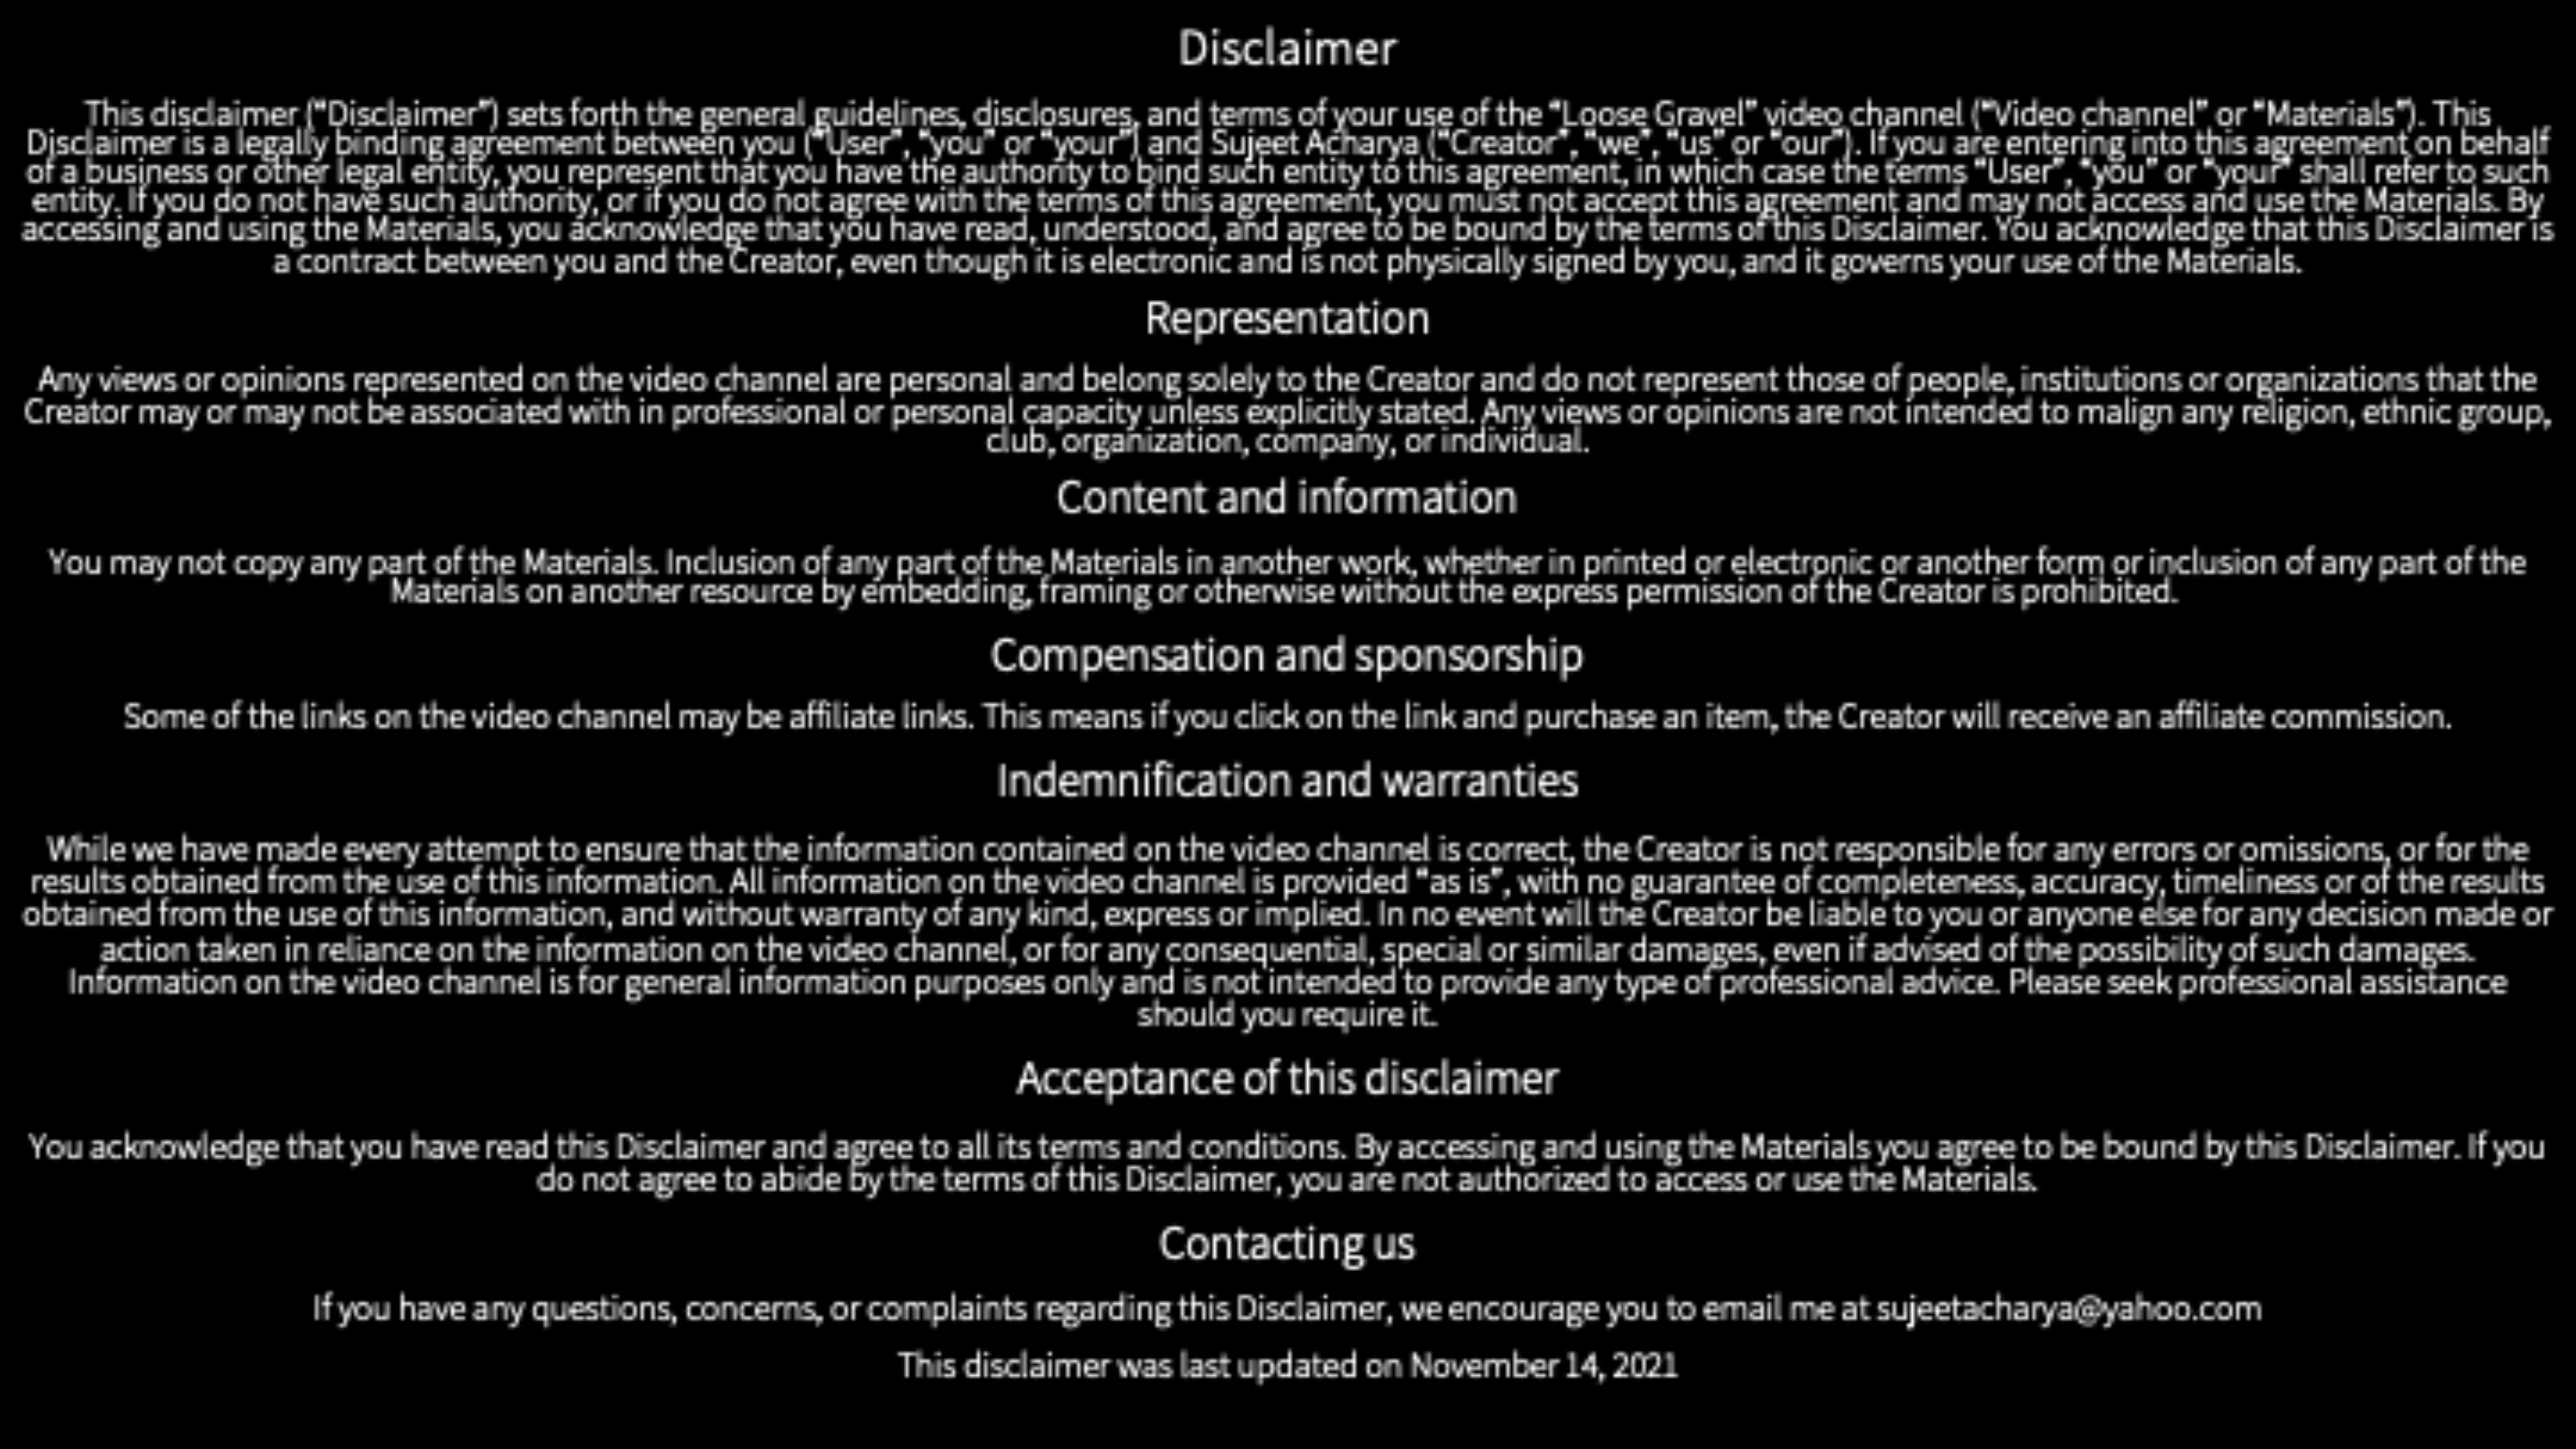 Disclaimer
This disclaimer (“Disclaimer”) sets forth the general guidelines, disclosures, and terms of your use of the “Loose Gravel” video channel (“Video channel” or “Materials”). This
Disclaimer is a legally binding agreement between you (“User”, “you” or “your”) and Sujeet Acharya (“Creator”, “we”, “us” or “our”). If you are entering into this agreement on behalf
of a business or other legal entity, you represent that you have the authority to bind such entity to this agreement, in which case the terms “User”, “you” or “your” shall refer to such
entity. If you do not have such authority, or if you do not agree with the terms of this agreement, you must not accept this agreement and may not access and use the Materials. By
accessing and using the Materials, you acknowledge that you have read, understood, and agree to be bound by the terms of this Disclaimer. You acknowledge that this Disclaimer is
a contract between you and the Creator, even though it is electronic and is not physically signed by you, and it governs your use of the Materials.
Representation
Any views or opinions represented on the video channel are personal and belong solely to the Creator and do not represent those of people, institutions or organizations that the
Creator may or may not be associated with in professional or personal capacity unless explicitly stated. Any views or opinions are not intended to malign any religion, ethnic group,
club, organization, company, or individual.
Content and information
You may not copy any part of the Materials. Inclusion of any part of the Materials in another work, whether in printed or electronic or another form or inclusion of any part of the
Materials on another resource by embedding, framing or otherwise without the express permission of the Creator is prohibited.
Compensation and sponsorship
Some of the links on the video channel may be affiliate links. This means if you click on the link and purchase an item, the Creator will receive an affiliate commission.
Indemnification and warranties
While we have made every attempt to ensure that the information contained on the video channel is correct, the Creator is not responsible for any errors or omissions, or for the
results obtained from the use of this information. All information on the video channel is provided “as is”, with no guarantee of completeness, accuracy, timeliness or of the results
obtained from the use of this information, and without warranty of any kind, express or implied. In no event will the Creator be liable to you or anyone else for any decision made or
action taken in reliance on the information on the video channel, or for any consequential, special or similar damages, even if advised of the possibility of such damages.
Information on the video channel is for general information purposes only and is not intended to provide any type of professional advice. Please seek professional assistance
should you require it.
Acceptance of this disclaimer
You acknowledge that you have read this Disclaimer and agree to all its terms and conditions. By accessing and using the Materials you agree to be bound by this Disclaimer. If you
do not agree to abide by the terms of this Disclaimer, you are not authorized to access or use the Materials.
Contacting us
If you have any questions, concerns, or complaints regarding this Disclaimer, we encourage you to email me at sujeetacharya@yahoo.com
This disclaimer was last updated on November 14, 2021